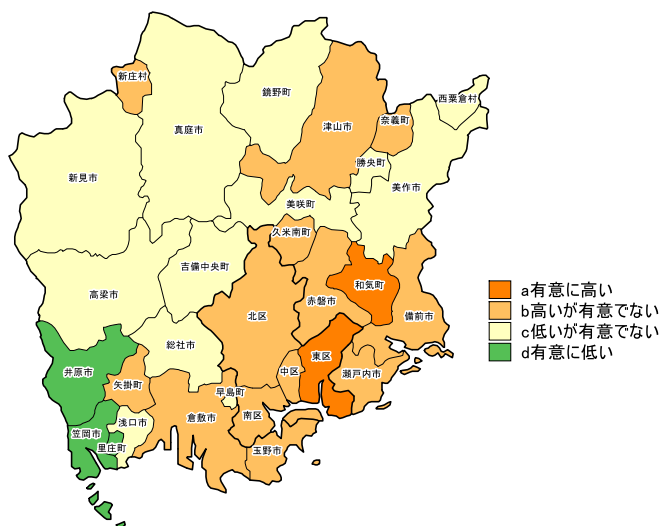 新庄村
鏡野町
西粟倉村
真庭市
津山市
奈義町
勝央町
新見市
美作市
美咲町
久米南町
吉備中央町
和気町
高梁市
赤磐市
北区
備前市
総社市
東区
井原市
中区
瀬戸内市
矢掛町
早島町
倉敷市
南区
浅口市
笠岡市
里庄町
玉野市
a有意に高い
b高いが有意でない
c低いが有意でない
d有意に低い